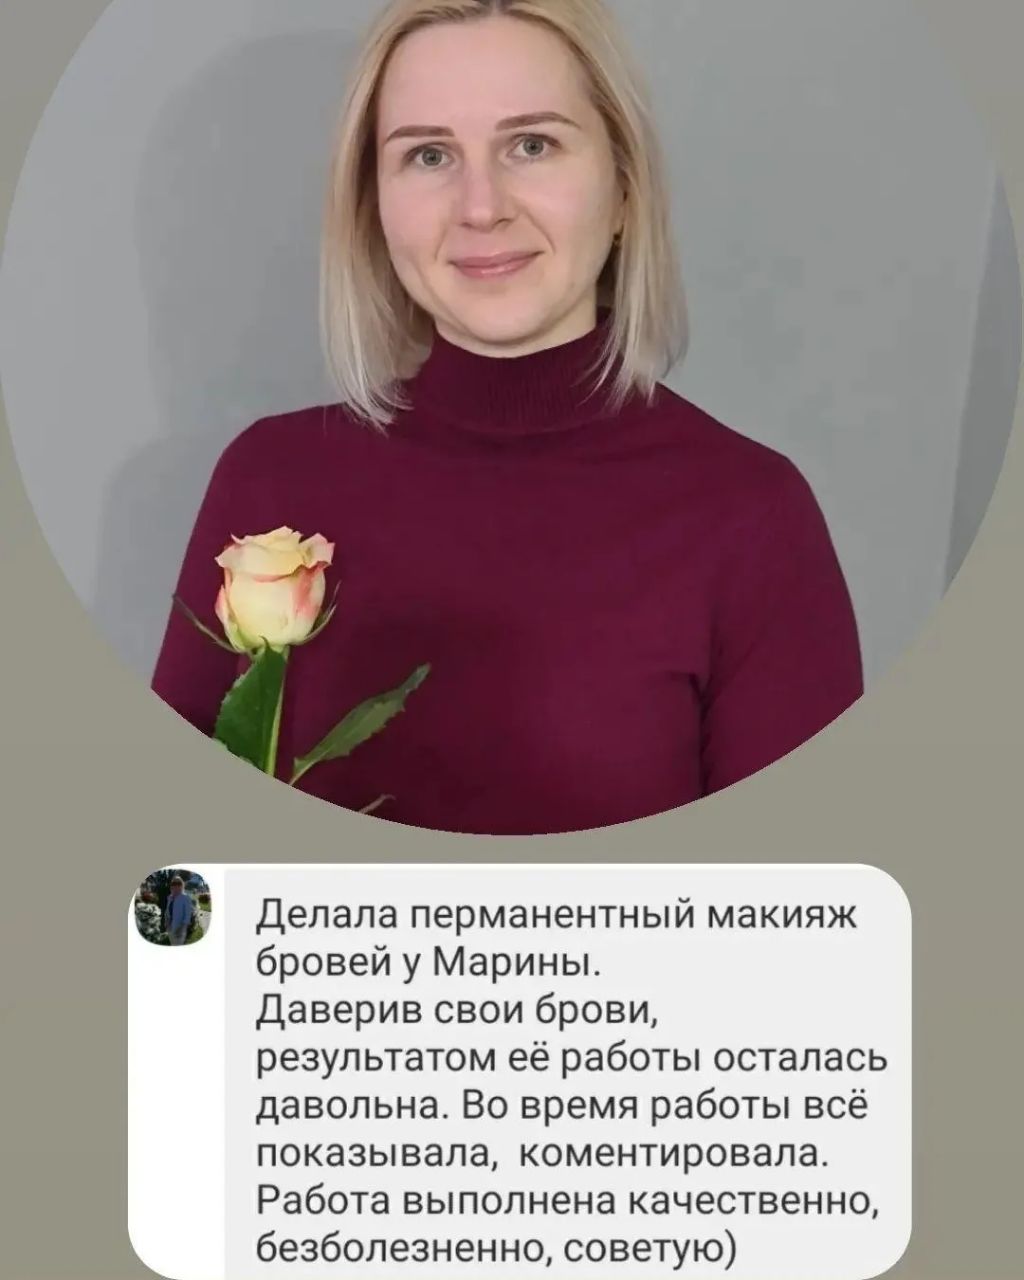 Делала перманентный макияж
бровей у Марины.
Даверив свои брови,
результатом её работы осталась
давольна. Во время работы всё
показывала, коментировала.
Работа выполнена качественно,
безболезненно, советую)